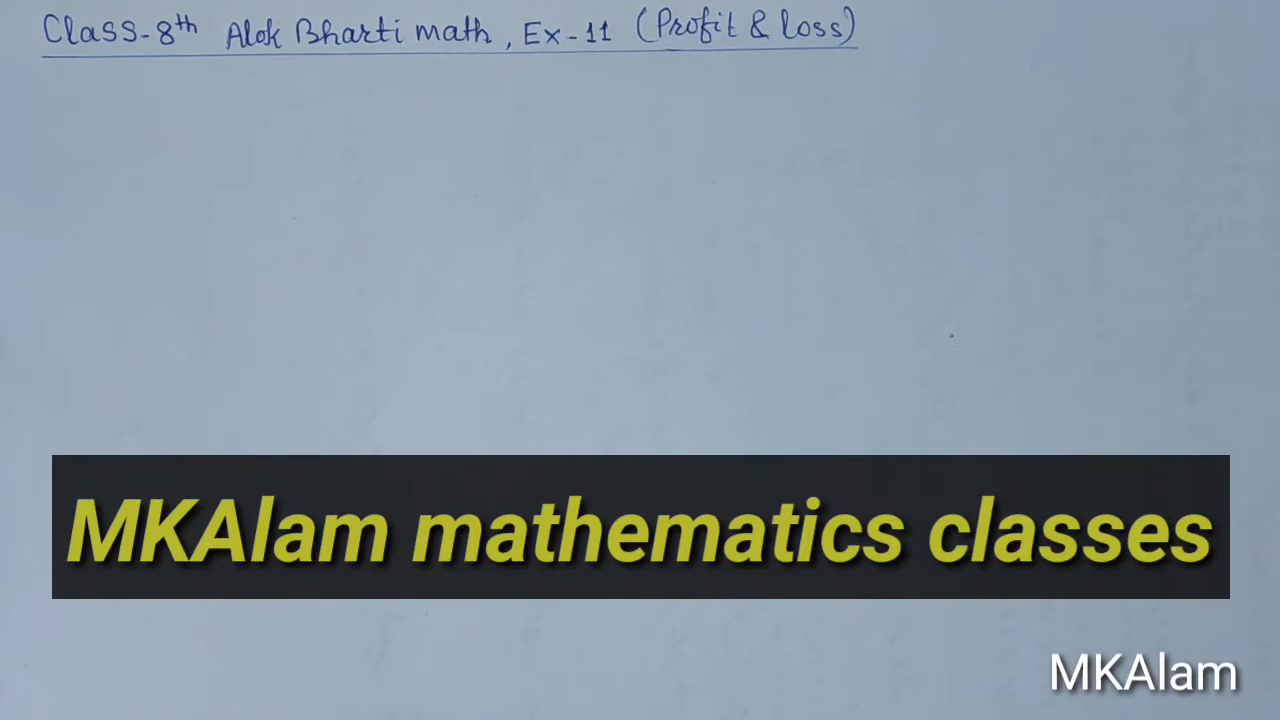 Class-8th Alok Bharti math, Ex-11 (Profit & loss)
MKAlam mathematics classes
MKAlam